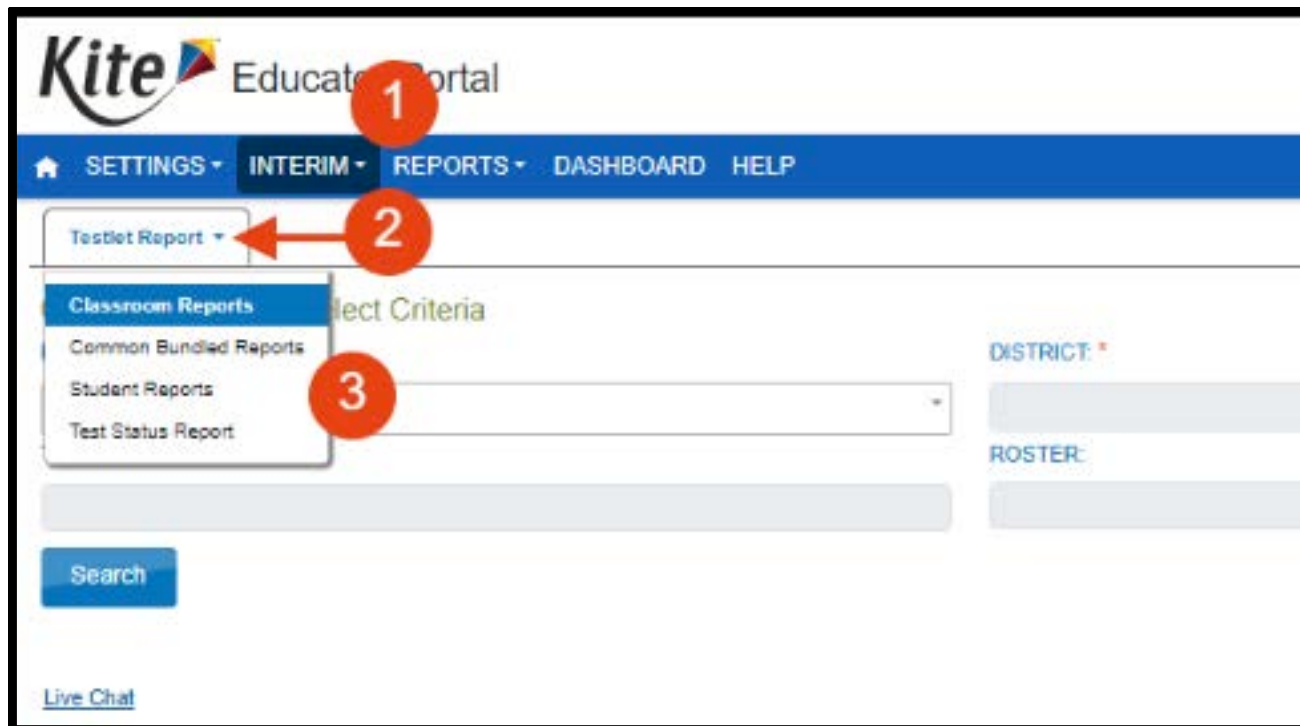 Kite Educator Portal
1
SETTINGS INTERIM REPORTS DASHBOARD HELP
Testlet Report
2
Classroom Reports
lect Criteria
Common Bundled Reports
DISTRICT: *
Student Reports
3
Test Status Report
ROSTER:
Search
Live Chat